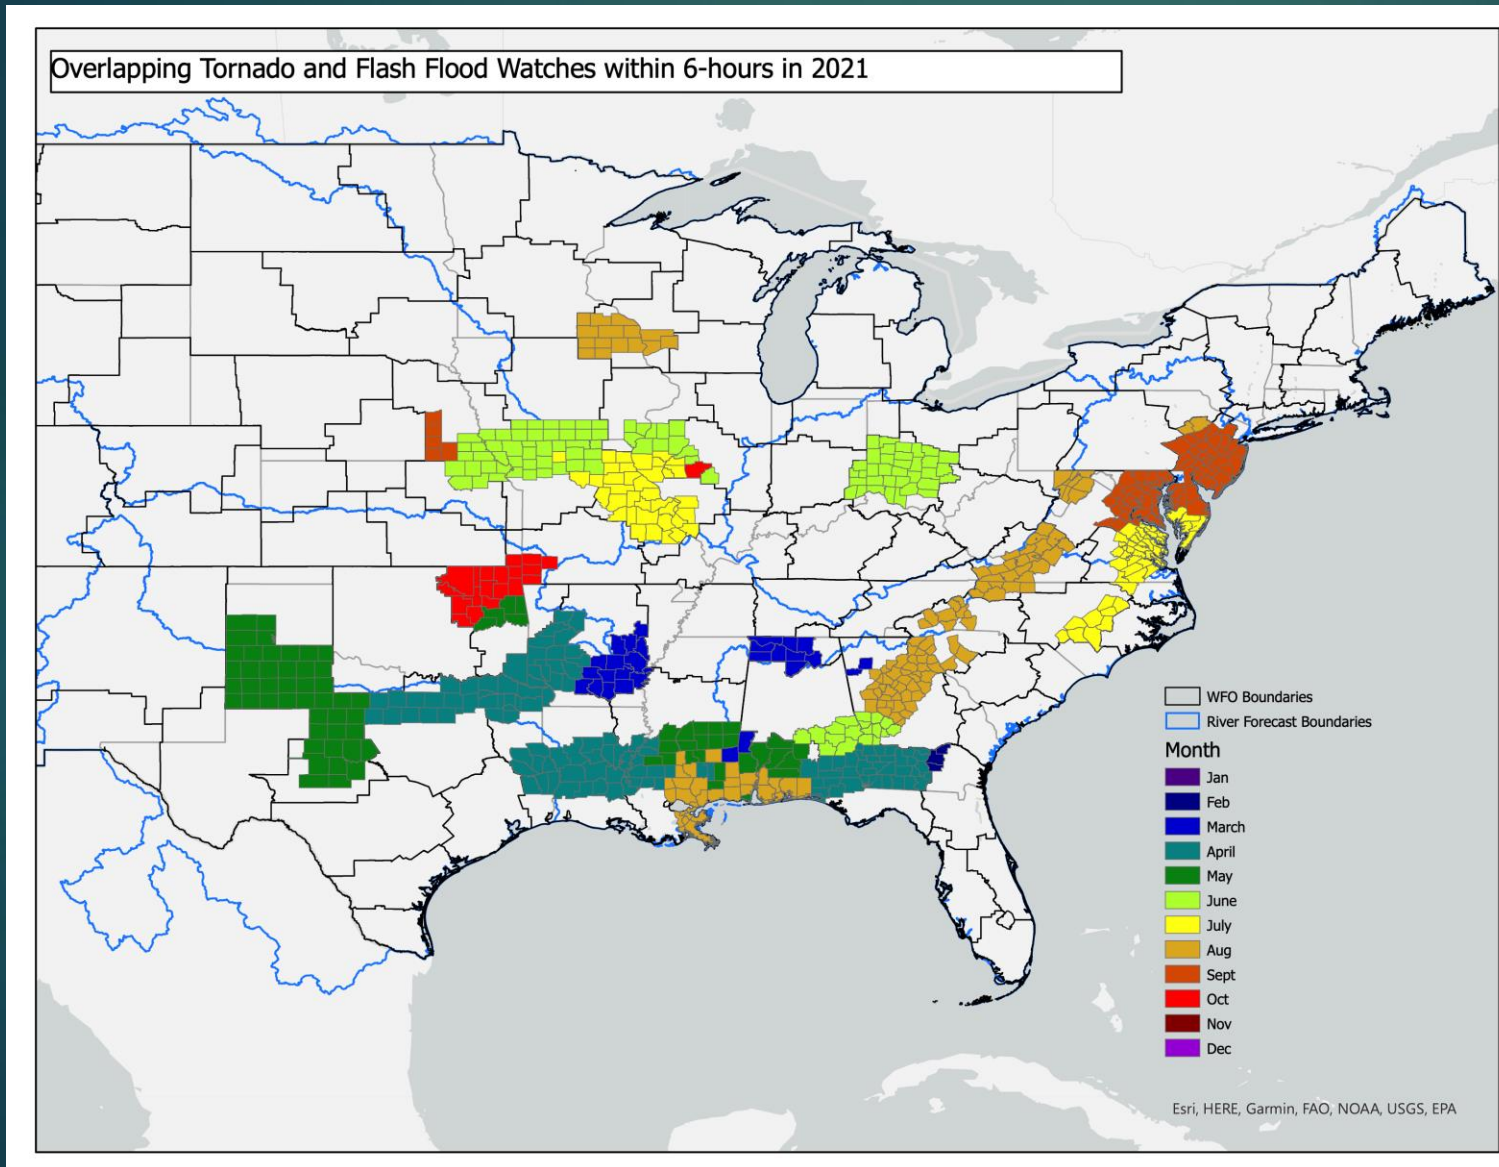 Overlapping Tornado and Flash Flood Watches within 6-hours in 2021
WFO Boundaries
River Forecast Boundaries
Month
Jan
Feb
March
April
May
June
July
Aug
Sept
Oct
Nov
Dec
Esri, HERE, Garmin, FAO, NOAA, USGS, EPA